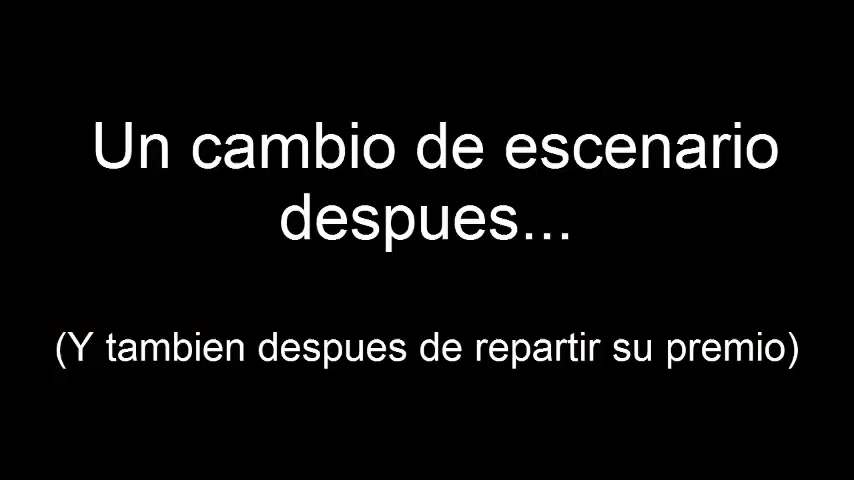 Un cambio de escenario
despues...
(Y tambien despues de repartir su premio)